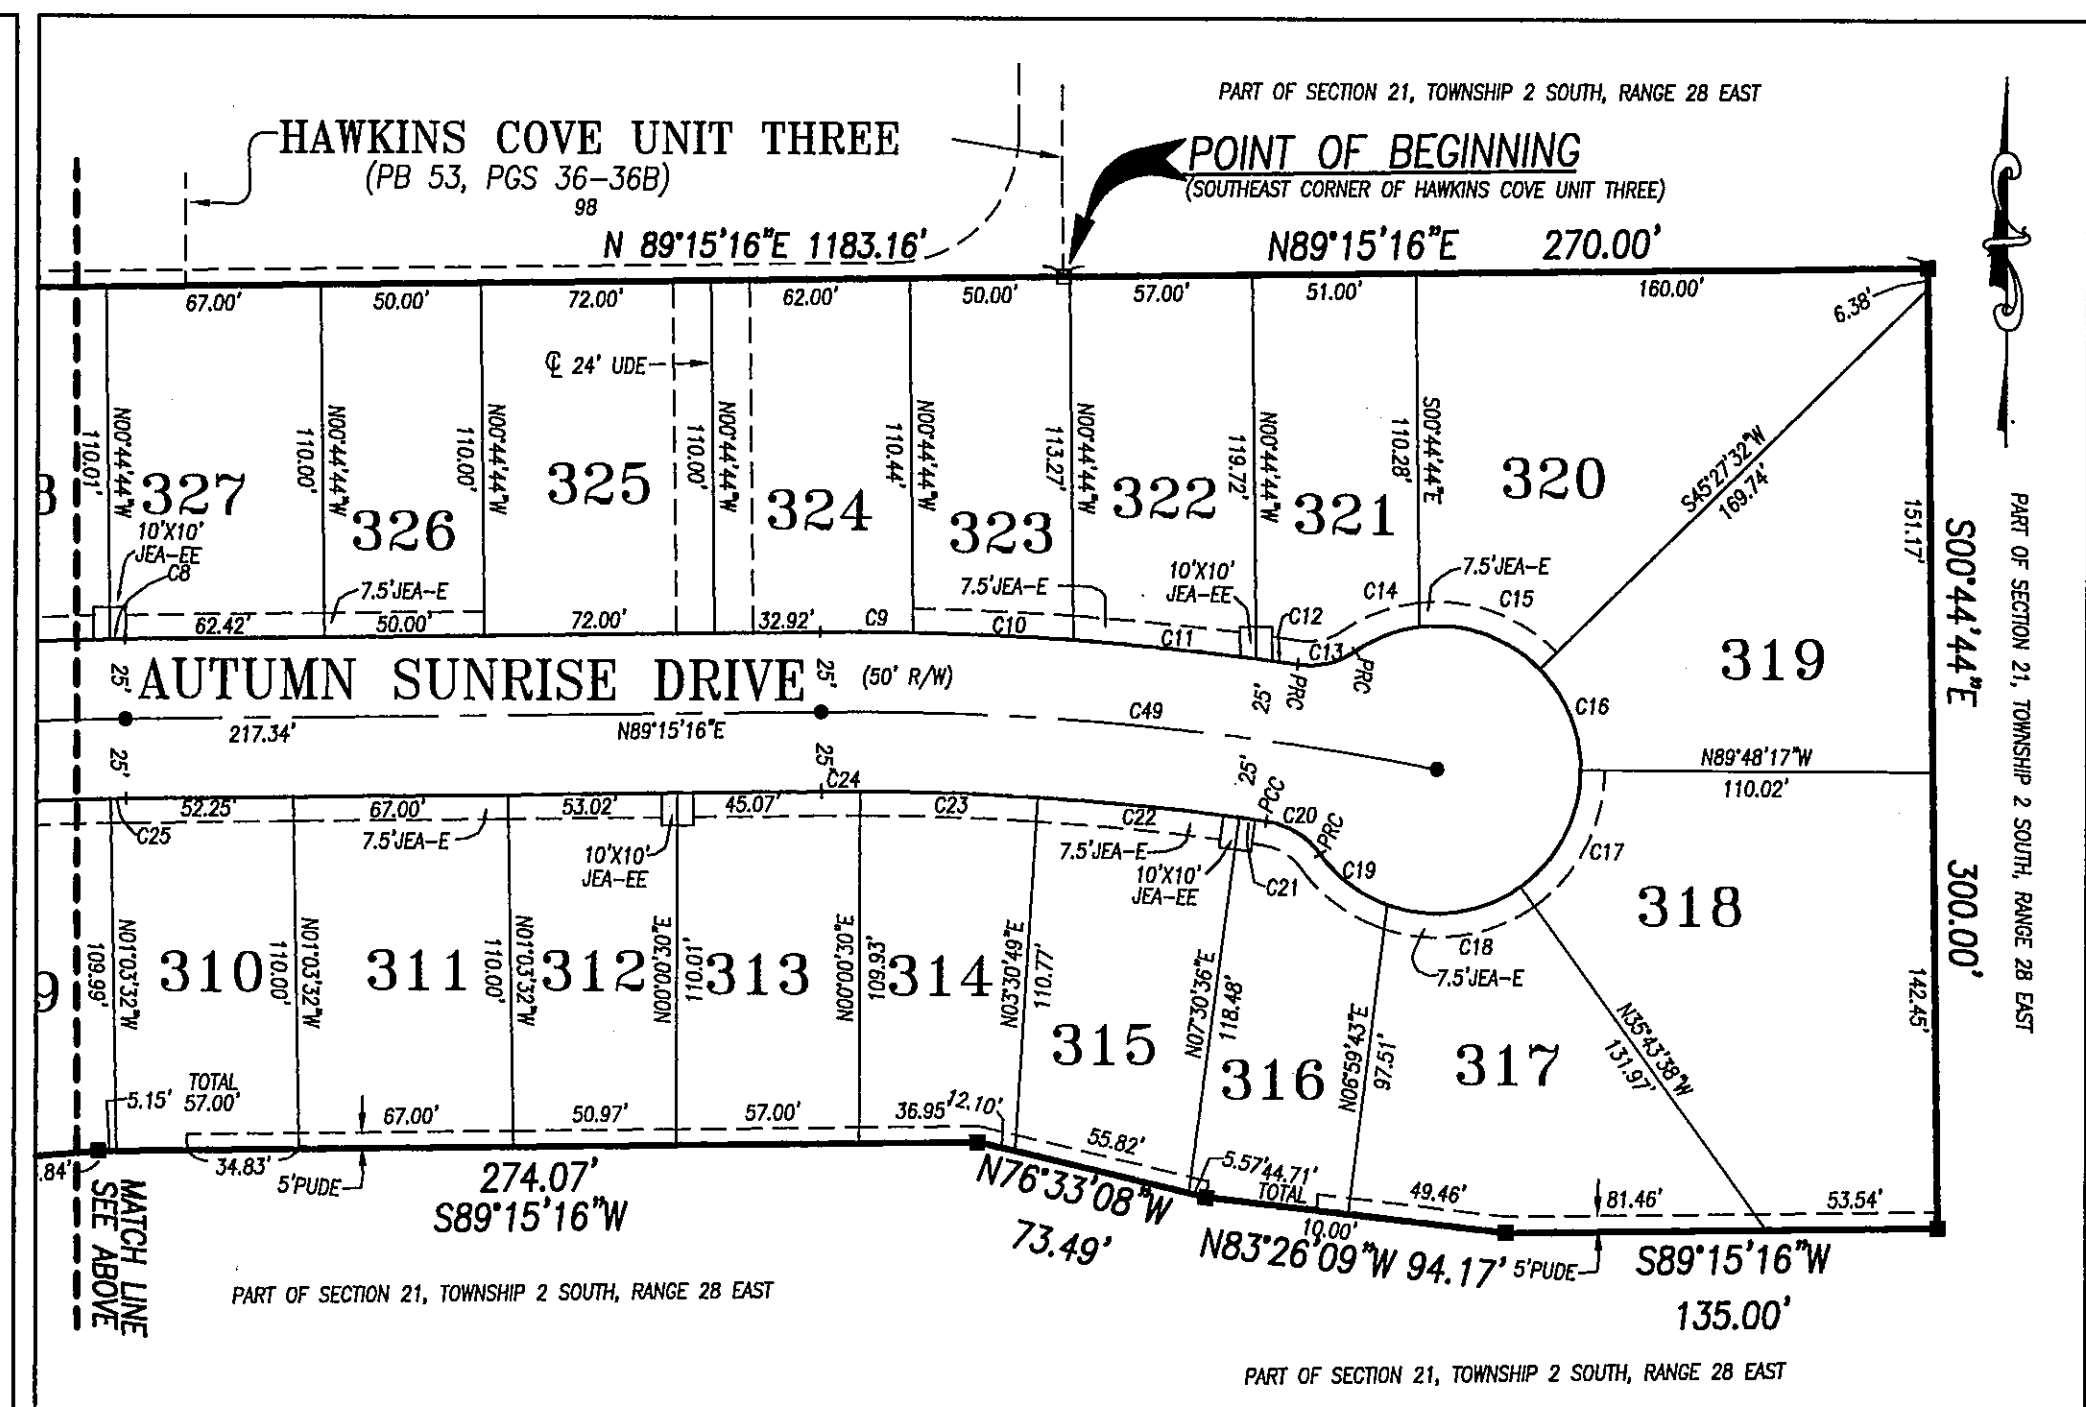 PART OF SECTION 21, TOWNSHIP 2 SOUTH, RANGE 28 EAST
HAWKINS COVE UNIT THREE
(PB 53, PGS 36-36B)
98
POINT OF BEGINNING
(SOUTHEAST CORNER OF HAWKINS COVE UNIT THREE)
N 89°15'16"E 1183.16'
N89°15'16"E 270.00'
67.00'
50.00'
72.00'
62.00'
50.00'
57.00'
51.00'
160.00'
6.38'
℄ 24' UDE
N00°44'44"W
110.01'
N00°44'44"W
110.00'
N00°44'44"W
110.00'
N00°44'44"W
110.00'
N00°44'44"W
110.44'
N00°44'44"W
113.27'
N00°44'44"W
119.72'
S00°44'44"E
110.28'
S45°27'32"W
169.74'
151.17'
S00°44'44"E 300.00'
PART OF SECTION 21, TOWNSHIP 2 SOUTH, RANGE 28 EAST
327
326
325
324
323
322
321
320
319
10'X10'
JEA-EE
C8
7.5'JEA-E
7.5'JEA-E
10'X10'
JEA-EE
C12
C14
7.5'JEA-E
C15
62.42'
50.00'
72.00'
32.92'
C9
C10
C11
C13
PRC
PRC
C16
25'
AUTUMN SUNRISE DRIVE
(50' R/W)
25'
25'
217.34'
N89°15'16"E
C49
N89°48'17"W
110.02'
25'
25'
25'
C24
PCC
C20
PRC
52.25'
67.00'
53.02'
45.07'
C23
C22
C19
C17
C25
7.5'JEA-E
10'X10'
JEA-EE
7.5'JEA-E
10'X10'
JEA-EE
C21
C18
7.5'JEA-E
318
310
311
312
313
314
315
316
317
N01°03'32"W
109.99'
N01°03'32"W
110.00'
N01°03'32"W
110.00'
N00°00'30"E
110.01'
N00°00'30"E
109.93'
N03°30'49"E
110.77'
N07°30'36"E
118.48'
N06°59'43"E
97.51'
N35°43'38"W
131.97'
142.45'
5.15'
TOTAL
57.00'
67.00'
50.97'
57.00'
36.95'
12.10'
55.82'
5.57'
44.71'
TOTAL
49.46'
81.46'
53.54'
.84'
34.83'
5'PUDE
10.00'
5'PUDE
274.07'
S89°15'16"W
N76°33'08"W
73.49'
N83°26'09"W 94.17'
S89°15'16"W
135.00'
MATCH LINE
SEE ABOVE
PART OF SECTION 21, TOWNSHIP 2 SOUTH, RANGE 28 EAST
PART OF SECTION 21, TOWNSHIP 2 SOUTH, RANGE 28 EAST